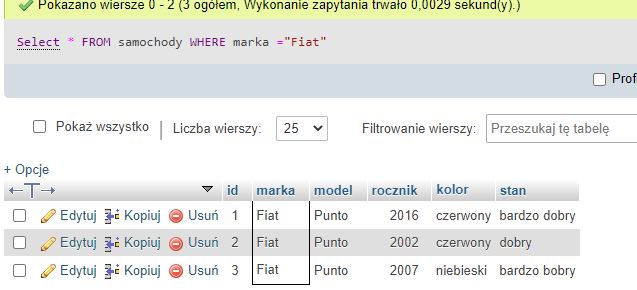 Pokazano wiersze 0 - 2 (3 ogółem, Wykonanie zapytania trwało 0,0029 sekund(y).)
Select * FROM samochody WHERE marka ="Fiat"
Profi
Pokaż wszystko | Liczba wierszy: 25 Filtrowanie wierszy: Przeszukaj tę tabelę
+ Opcje
id marka model rocznik kolor stan
Edytuj Kopiuj Usuń 1 Fiat Punto 2016 czerwony bardzo dobry
Edytuj Kopiuj Usuń 2 Fiat Punto 2002 czerwony dobry
Edytuj Kopiuj Usuń 3 Fiat Punto 2007 niebieski bardzo bobry